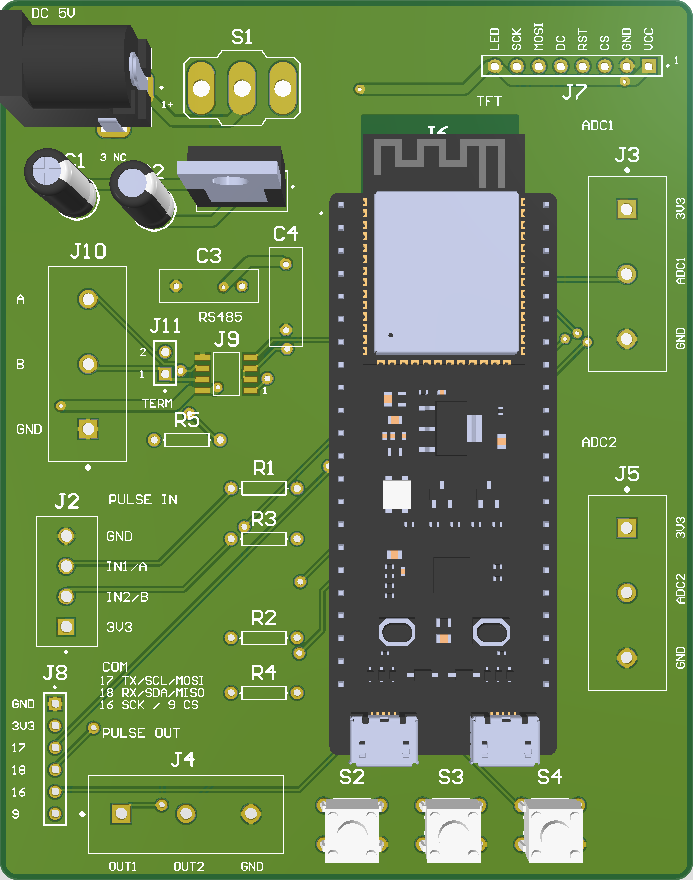 DC 5V
S1
1+
3 NC
LED
SCK
MOSI
DC
RST
CS
GND
VCC
1
J7
TFT
ADC1
J3
3V3
ADC1
GND
J6
C1
2
J10
A
B
GND
C3
C4
RS485
J11
2
1
TERM
J9
1
R5
ADC2
J5
3V3
ADC2
GND
R1
R3
R2
R4
J2
PULSE IN
GND
IN1/A
IN2/B
3V3
J8
COM
17 TX/SCL/MOSI
18 RX/SDA/MISO
16 SCK / 9 CS
GND
3V3
17
18
16
9
PULSE OUT
J4
OUT1
OUT2
GND
S2
S3
S4